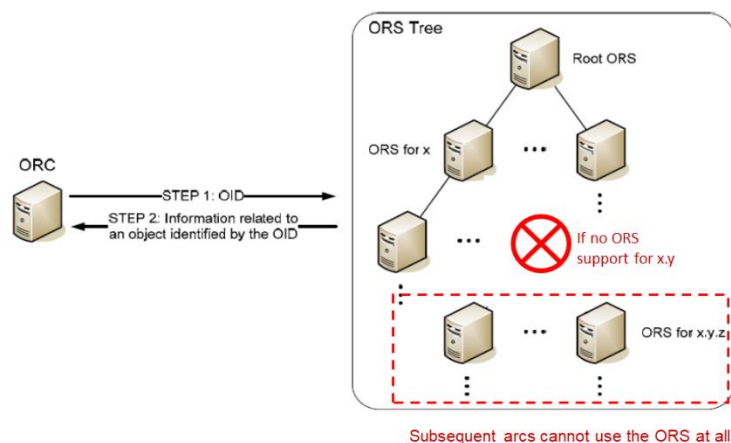 ORS Tree
Root ORS
ORS for x
...
ORC
STEP 1: OID
STEP 2: Information related to
an object identified by the OID
...
If no ORS
support for x.y
...
ORS for x.y.z
Subsequent arcs cannot use the ORS at all